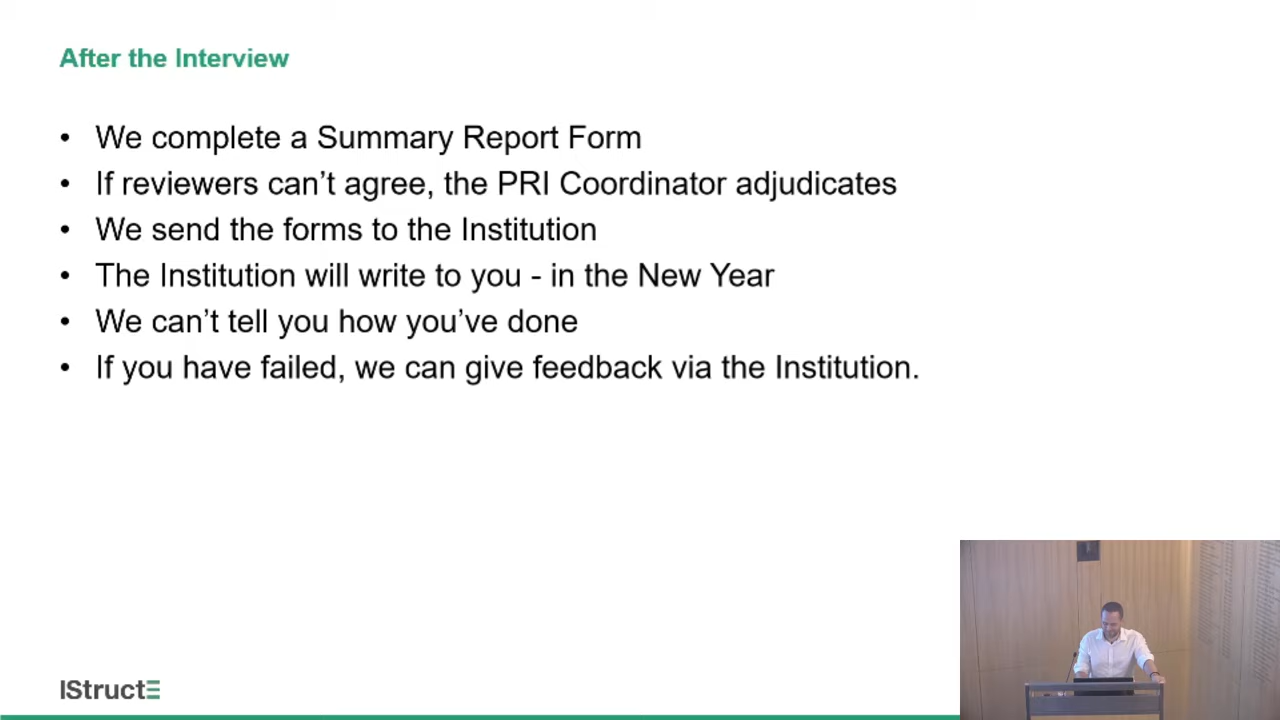 After the Interview
• We complete a Summary Report Form
• If reviewers can’t agree, the PRI Coordinator adjudicates
• We send the forms to the Institution
• The Institution will write to you - in the New Year
• We can’t tell you how you’ve done
• If you have failed, we can give feedback via the Institution.
IStructE